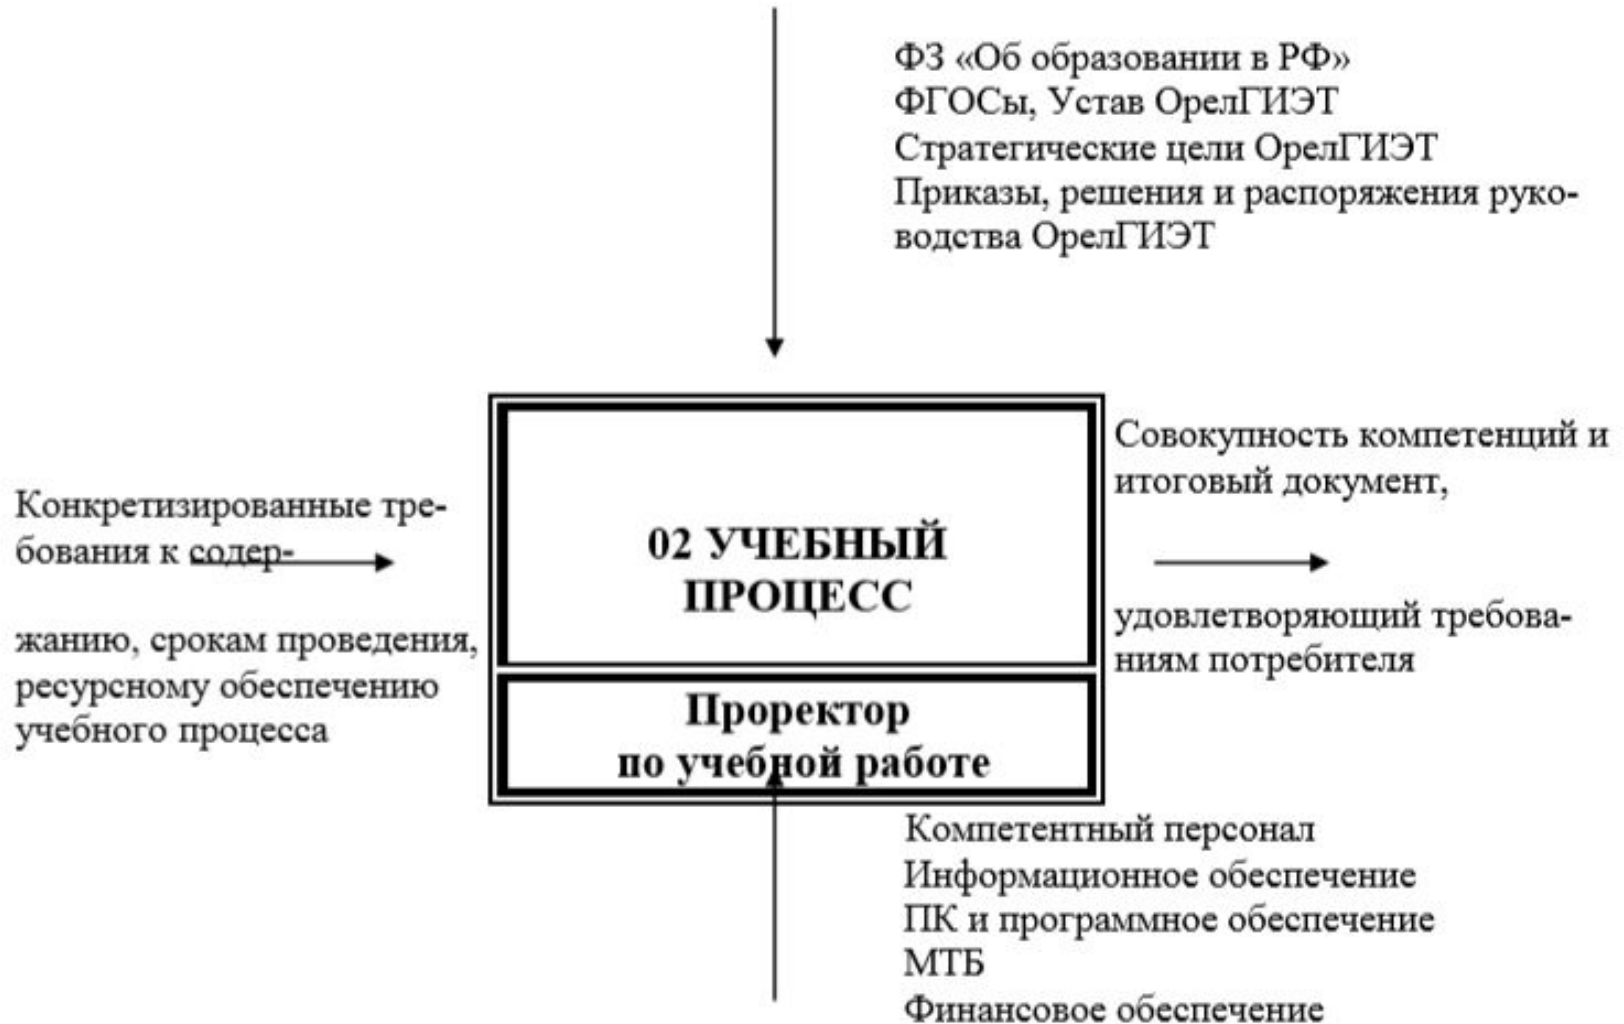 ФЗ «Об образовании в РФ»
ФГОСы, Устав ОрелГИЭТ
Стратегические цели ОрелГИЭТ
Приказы, решения и распоряжения руко-
водства ОрелГИЭТ
Конкретизированные тре-
бования к содер-
жанию, срокам проведения,
ресурсному обеспечению
учебного процесса
02 УЧЕБНЫЙ
ПРОЦЕСС
Проректор
по учебной работе
Совокупность компетенций и
итоговый документ,
удовлетворяющий требова-
ниям потребителя
Компетентный персонал
Информационное обеспечение
ПК и программное обеспечение
МТБ
Финансовое обеспечение